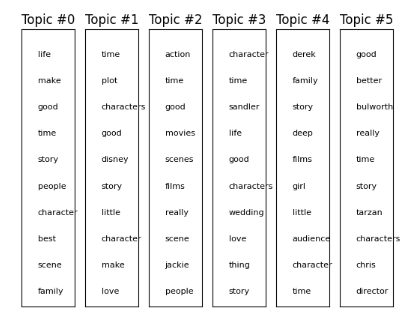 Topic #0 Topic #1 Topic #2 Topic #3 Topic #4 Topic #5
life time action character derek good
make plot time time family better
good characters good sandler story bulworth
time good movies life deep really
story disney scenes good films time
people story films characters girl story
character little really wedding little tarzan
best character scene love audience characters
scene make jackie thing character chris
family love people story time director